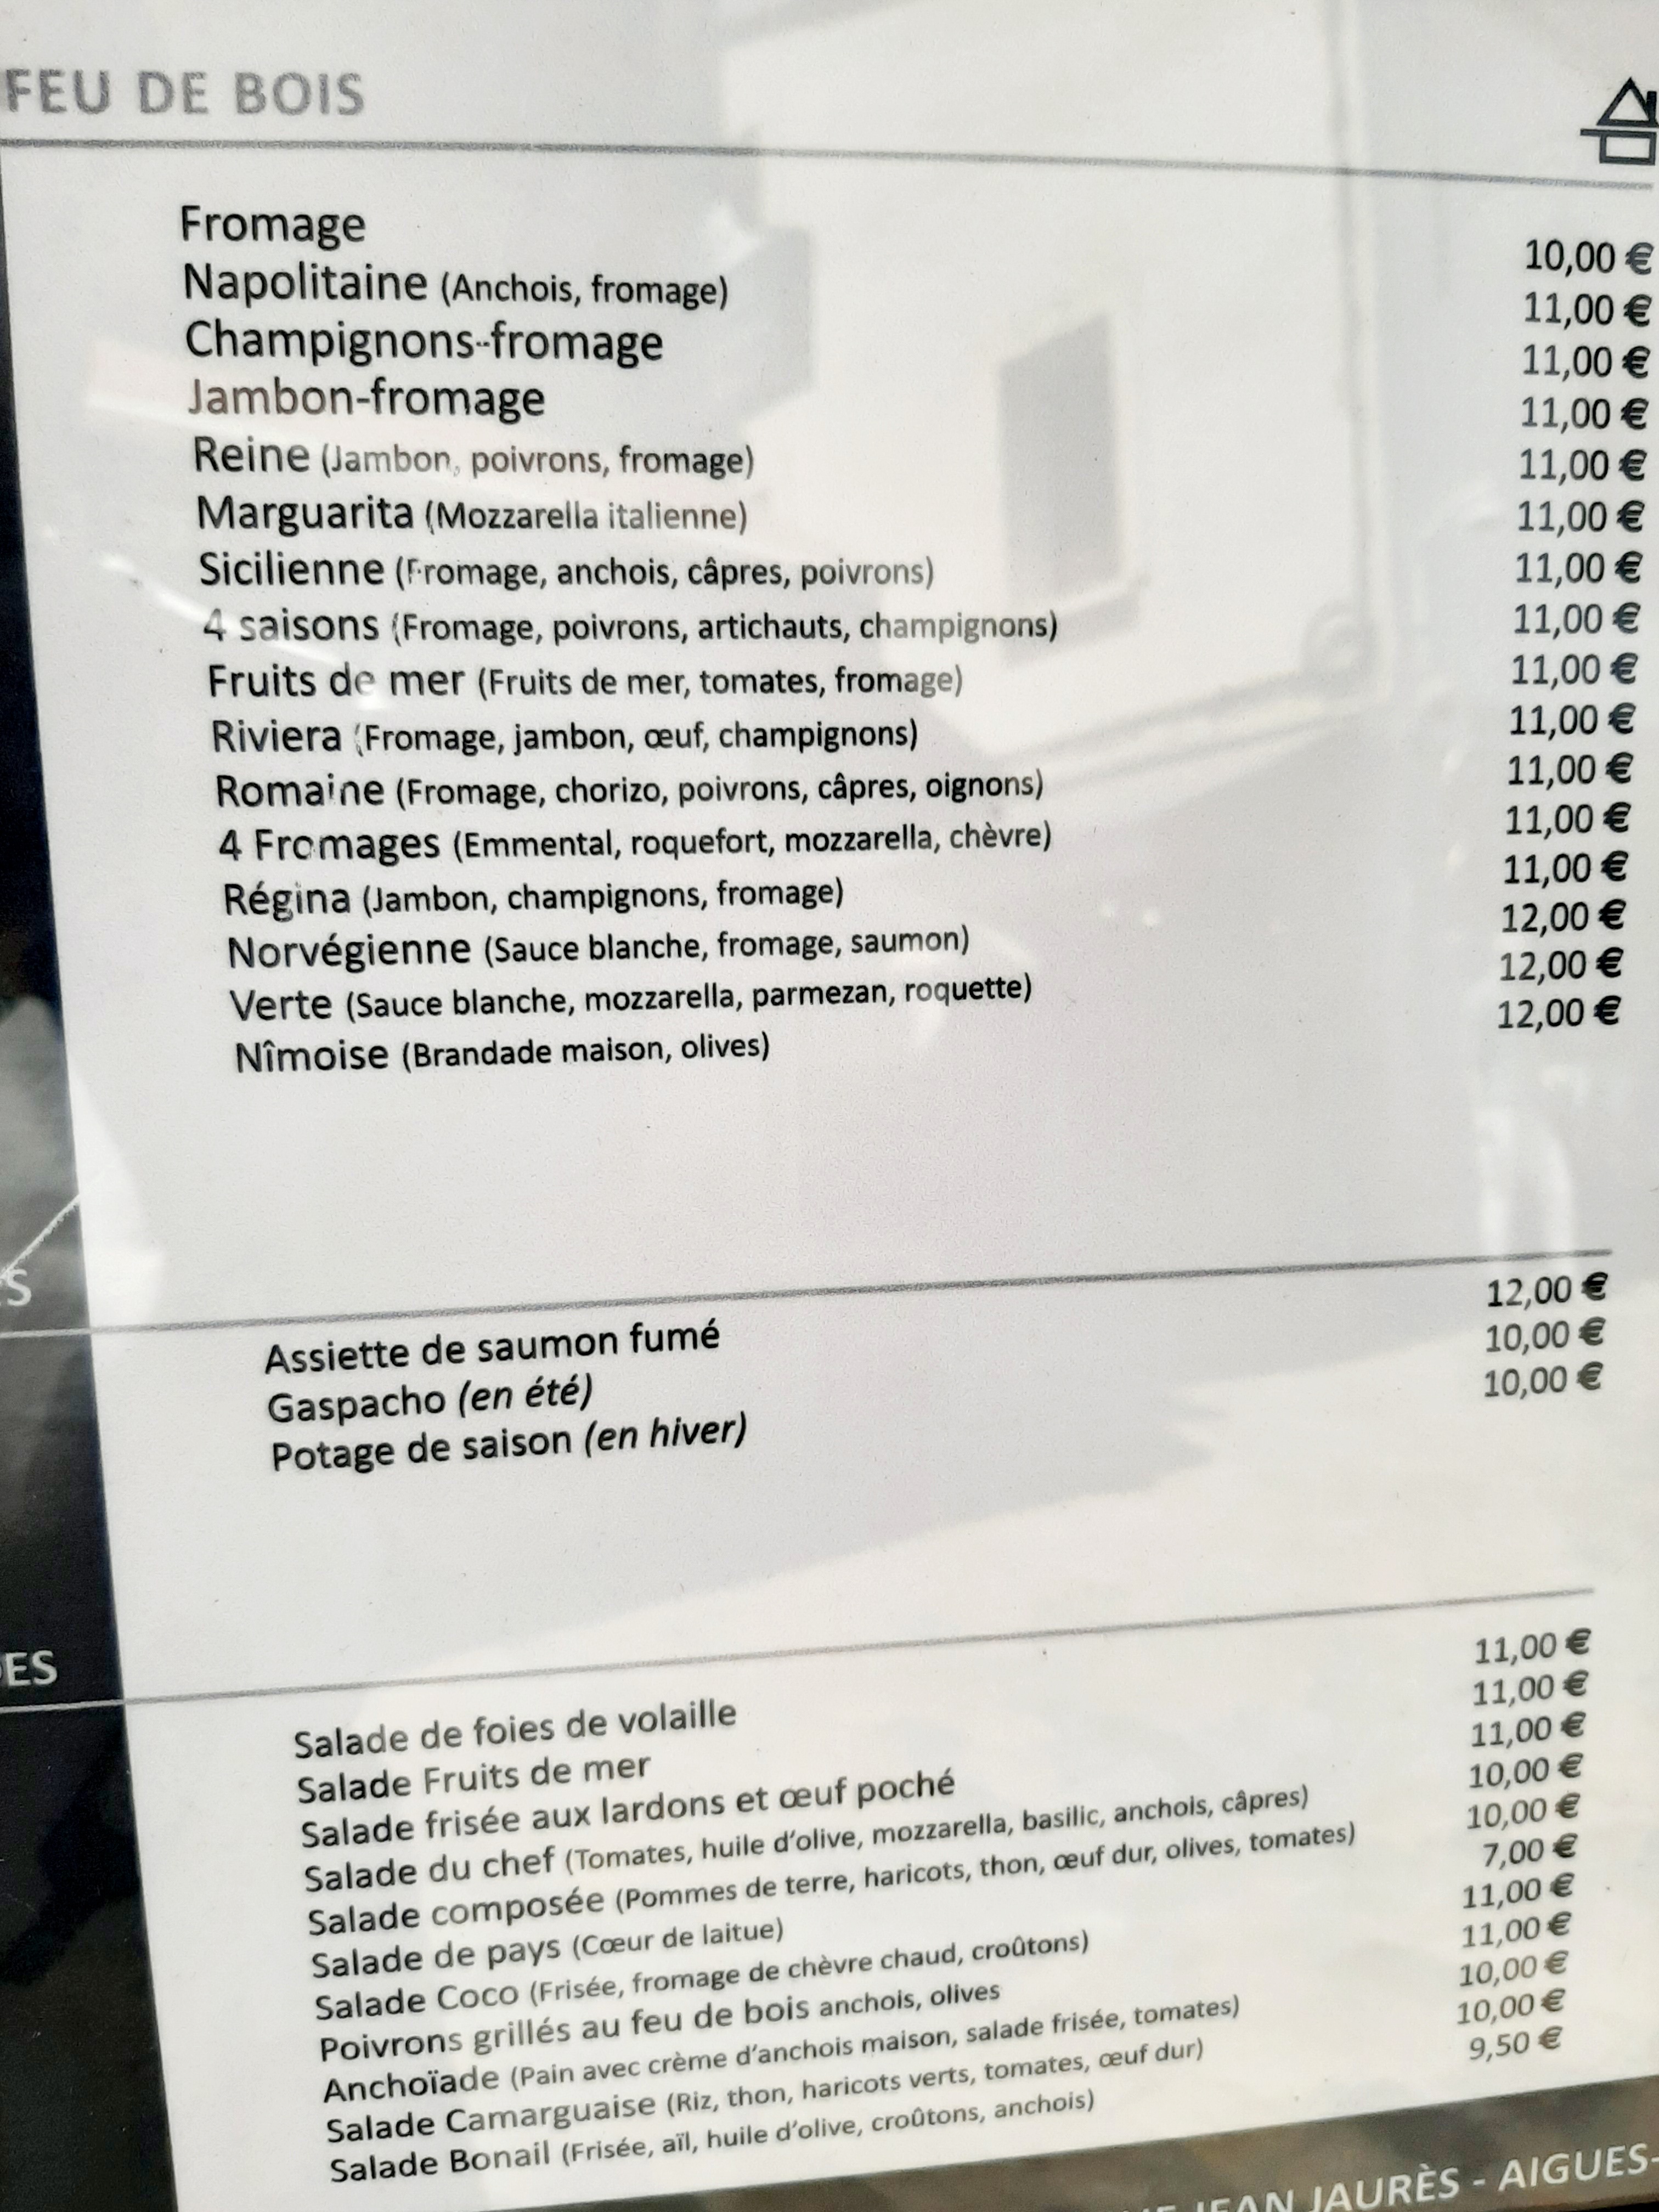 FEU DE BOIS
Fromage 10,00 €
Napolitaine (Anchois, fromage) 11,00 €
Champignons-fromage 11,00 €
Jambon-fromage 11,00 €
Reine (Jambon, poivrons, fromage) 11,00 €
Marguarita (Mozzarella italienne) 11,00 €
Sicilienne (Fromage, anchois, câpres, poivrons) 11,00 €
4 saisons (Fromage, poivrons, artichauts, champignons) 11,00 €
Fruits de mer (Fruits de mer, tomates, fromage) 11,00 €
Riviera (Fromage, jambon, œuf, champignons) 11,00 €
Romaine (Fromage, chorizo, poivrons, câpres, oignons) 11,00 €
4 Fromages (Emmental, roquefort, mozzarella, chèvre) 11,00 €
Régina (Jambon, champignons, fromage) 11,00 €
Norvégienne (Sauce blanche, fromage, saumon) 12,00 €
Verte (Sauce blanche, mozzarella, parmezan, roquette) 12,00 €
Nîmoise (Brandade maison, olives) 12,00 €
Assiette de saumon fumé 12,00 €
Gaspacho (en été) 10,00 €
Potage de saison (en hiver) 10,00 €
Salade de foies de volaille 11,00 €
Salade Fruits de mer 11,00 €
Salade frisée aux lardons et œuf poché 11,00 €
Salade du chef (Tomates, huile d'olive, mozzarella, basilic, anchois, câpres) 10,00 €
Salade composée (Pommes de terre, haricots, thon, œuf dur, olives, tomates) 10,00 €
Salade de pays (Cœur de laitue) 7,00 €
Salade Coco (Frisée, fromage de chèvre chaud, croûtons) 11,00 €
Poivrons grillés au feu de bois anchois, olives 11,00 €
Anchoïade (Pain avec crème d'anchois maison, salade frisée, tomates) 10,00 €
Salade Camarguaise (Riz, thon, haricots verts, tomates, œuf dur) 10,00 €
Salade Bonail (Frisée, aïl, huile d'olive, croûtons, anchois) 9,50 €
JEAN JAURÈS - AIGUES-